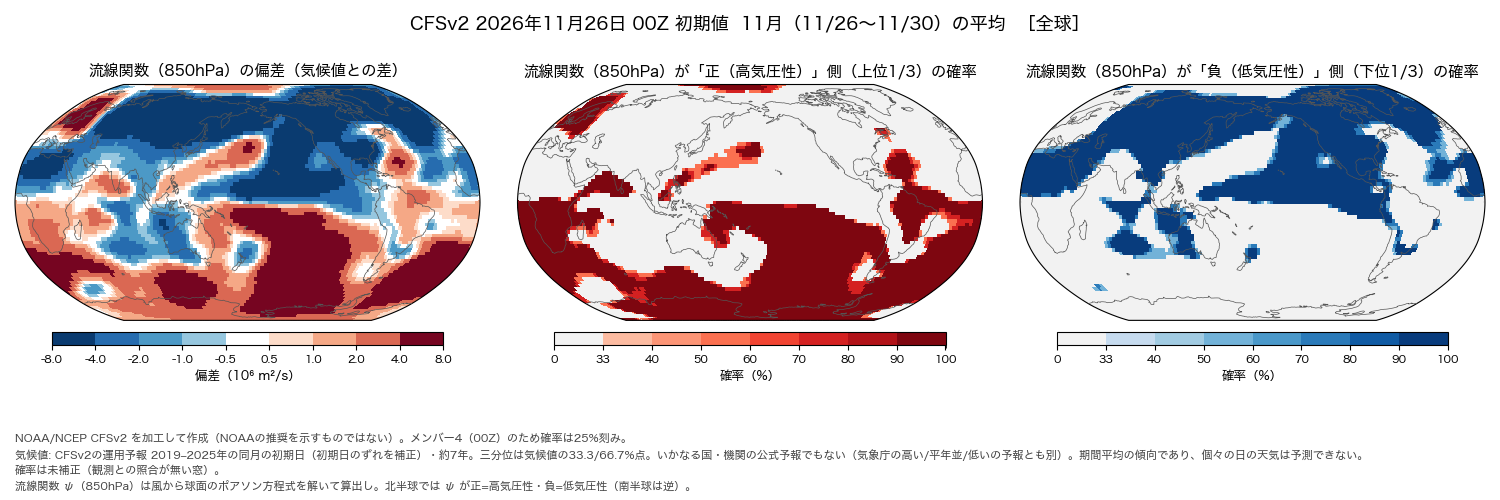 CFSv2 2026年11月26日 00Z 初期値  11月（11/26～11/30）の平均　［全球］
流線関数（850hPa）の偏差（気候値との差）
流線関数（850hPa）が「正（高気圧性）」側（上位1/3）の確率
流線関数（850hPa）が「負（低気圧性）」側（下位1/3）の確率
-8.0 -4.0 -2.0 -1.0 -0.5 0.5 1.0 2.0 4.0 8.0
偏差（10⁶ m²/s）
0 33 40 50 60 70 80 90 100
確率（%）
0 33 40 50 60 70 80 90 100
確率（%）
NOAA/NCEP CFSv2 を加工して作成（NOAAの推奨を示すものではない）。メンバー4（00Z）のため確率は25%刻み。
気候値: CFSv2の運用予報 2019–2025年の同月の初期日（初期日のずれを補正）・約7年。三分位は気候値の33.3/66.7%点。いかなる国・機関の公式予報でもない（気象庁の高い/平年並/低いの予報とも別）。期間平均の傾向であり、個々の日の天気は予測できない。
確率は未補正（観測との照合が無い窓）。
流線関数 ψ（850hPa）は風から球面のポアソン方程式を解いて算出し。北半球では ψ が正=高気圧性・負=低気圧性（南半球は逆）。